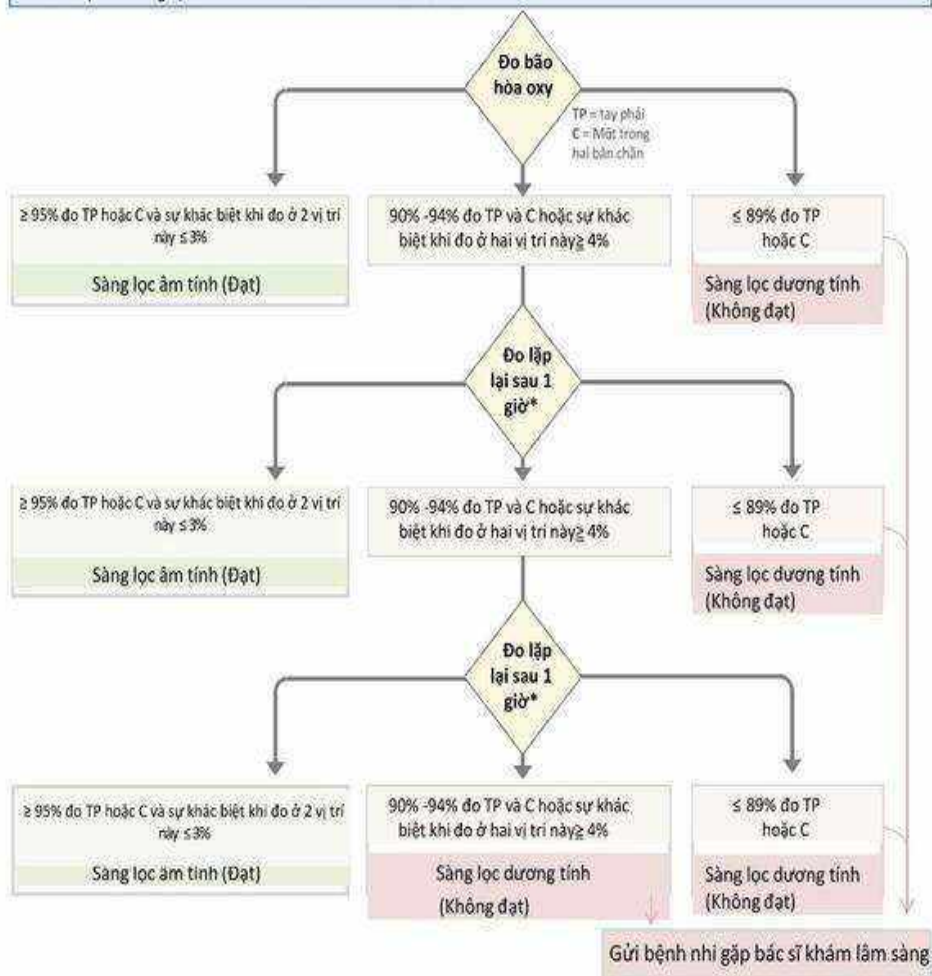 Đo bão
hòa oxy
TP = tay phải
C = Một trong
hai bàn chân
≥ 95% đo TP hoặc C và sự khác biệt khi đo ở 2 vị trí
này ≤ 3%
Sàng lọc âm tính (Đạt)
90% -94% đo TP và C hoặc sự khác
biệt khi đo ở hai vị trí này≧ 4%
≤ 89% đo TP
hoặc C
Sàng lọc dương tính
(Không đạt)
Đo lặp
lại sau 1
giờ*
≥ 95% đo TP hoặc C và sự khác biệt khi đo ở 2 vị trí
này ≤ 3%
Sàng lọc âm tính (Đạt)
90% -94% đo TP và C hoặc sự khác
biệt khi đo ở hai vị trí này≧ 4%
≤ 89% đo TP
hoặc C
Sàng lọc dương tính
(Không đạt)
Đo lặp
lại sau 1
giờ*
≥ 95% đo TP hoặc C và sự khác biệt khi đo ở 2 vị trí
này ≤3%
Sàng lọc âm tính (Đạt)
90% -94% đo TP và C hoặc sự khác
biệt khi đo ở hai vị trí này≧ 4%
Sàng lọc dương tính
(Không đạt)
≤ 89% đo TP
hoặc C
Sàng lọc dương tính
(Không đạt)
Gửi bệnh nhi gặp bác sĩ khám lâm sàng